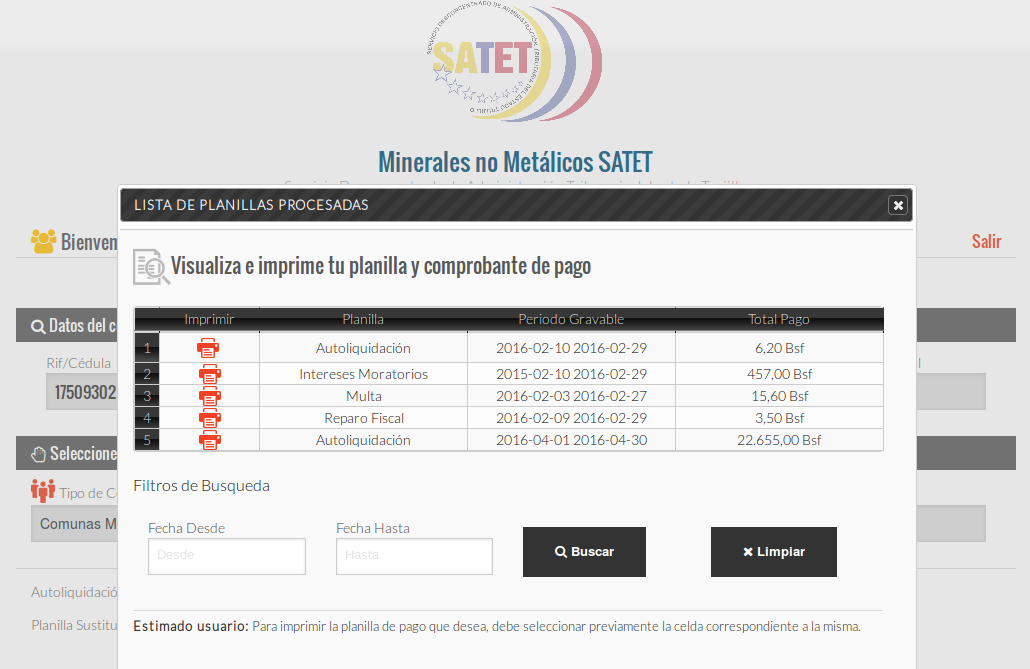 SERVICIO DESCONCENTRADO DE ADMINISTRACIÓN TRIBUTARIA DEL ESTADO TRUJILLO
SATET
Minerales no Metálicos SATET
LISTA DE PLANILLAS PROCESADAS
Bienven
Salir
Visualiza e imprime tu planilla y comprobante de pago
Datos del c
Imprimir Planilla Periodo Gravable Total Pago
1 Autoliquidación 2016-02-10 2016-02-29 6,20 Bsf
2 Intereses Moratorios 2015-02-10 2016-02-29 457,00 Bsf
3 Multa 2016-02-03 2016-02-27 15,60 Bsf
4 Reparo Fiscal 2016-02-09 2016-02-29 3,50 Bsf
5 Autoliquidación 2016-04-01 2016-04-30 22.655,00 Bsf
Rif/Cédula
17509302
Seleccione
Tipo de C
Comunas M
Filtros de Busqueda
Fecha Desde Fecha Hasta
Desde Hasta Buscar Limpiar
Autoliquidació
Planilla Sustitu
Estimado usuario: Para imprimir la planilla de pago que desea, debe seleccionar previamente la celda correspondiente a la misma.